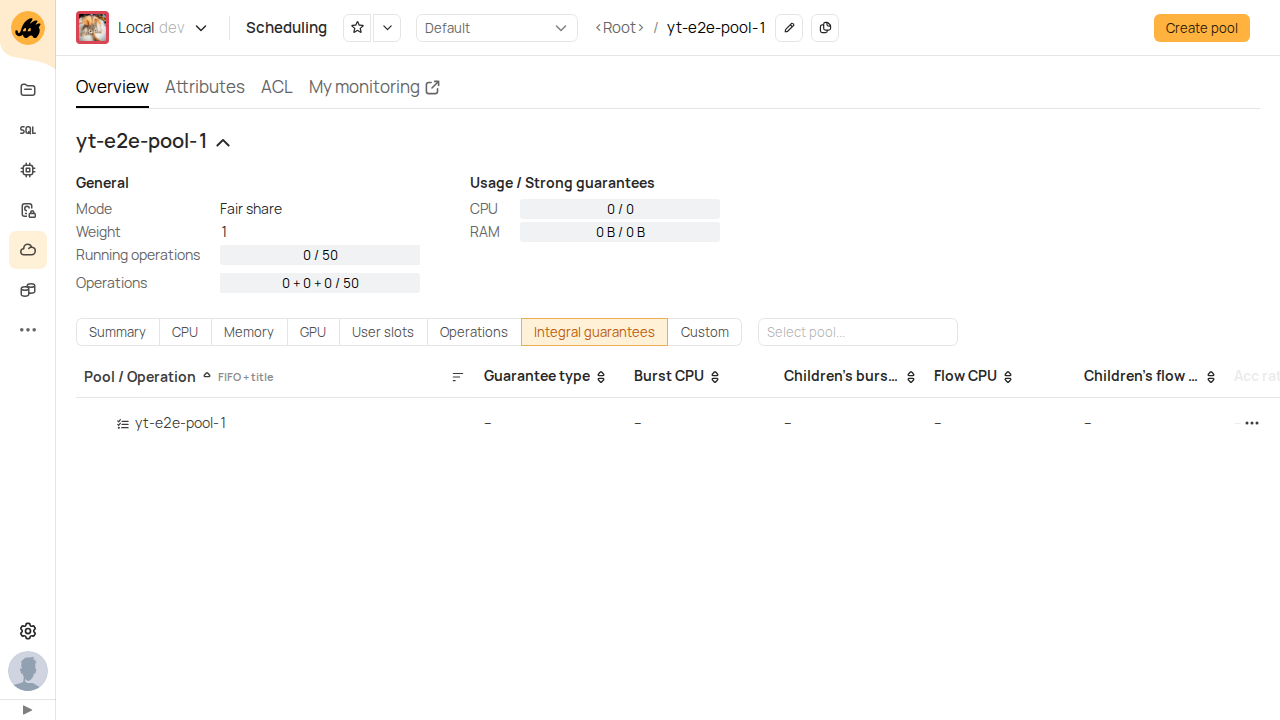 Local dev Scheduling Default <Root> / yt-e2e-pool-1 Create pool
Overview Attributes ACL My monitoring
yt-e2e-pool-1
General
Mode Fair share
Weight 1
Running operations 0 / 50
Operations 0 + 0 + 0 / 50
Usage / Strong guarantees
CPU 0 / 0
RAM 0 B / 0 B
Summary CPU Memory GPU User slots Operations Integral guarantees Custom Select pool...
Pool / Operation FIFO + title Guarantee type Burst CPU Children's burs... Flow CPU Children's flow ... Acc rat
yt-e2e-pool-1 – – – – – –
SQL